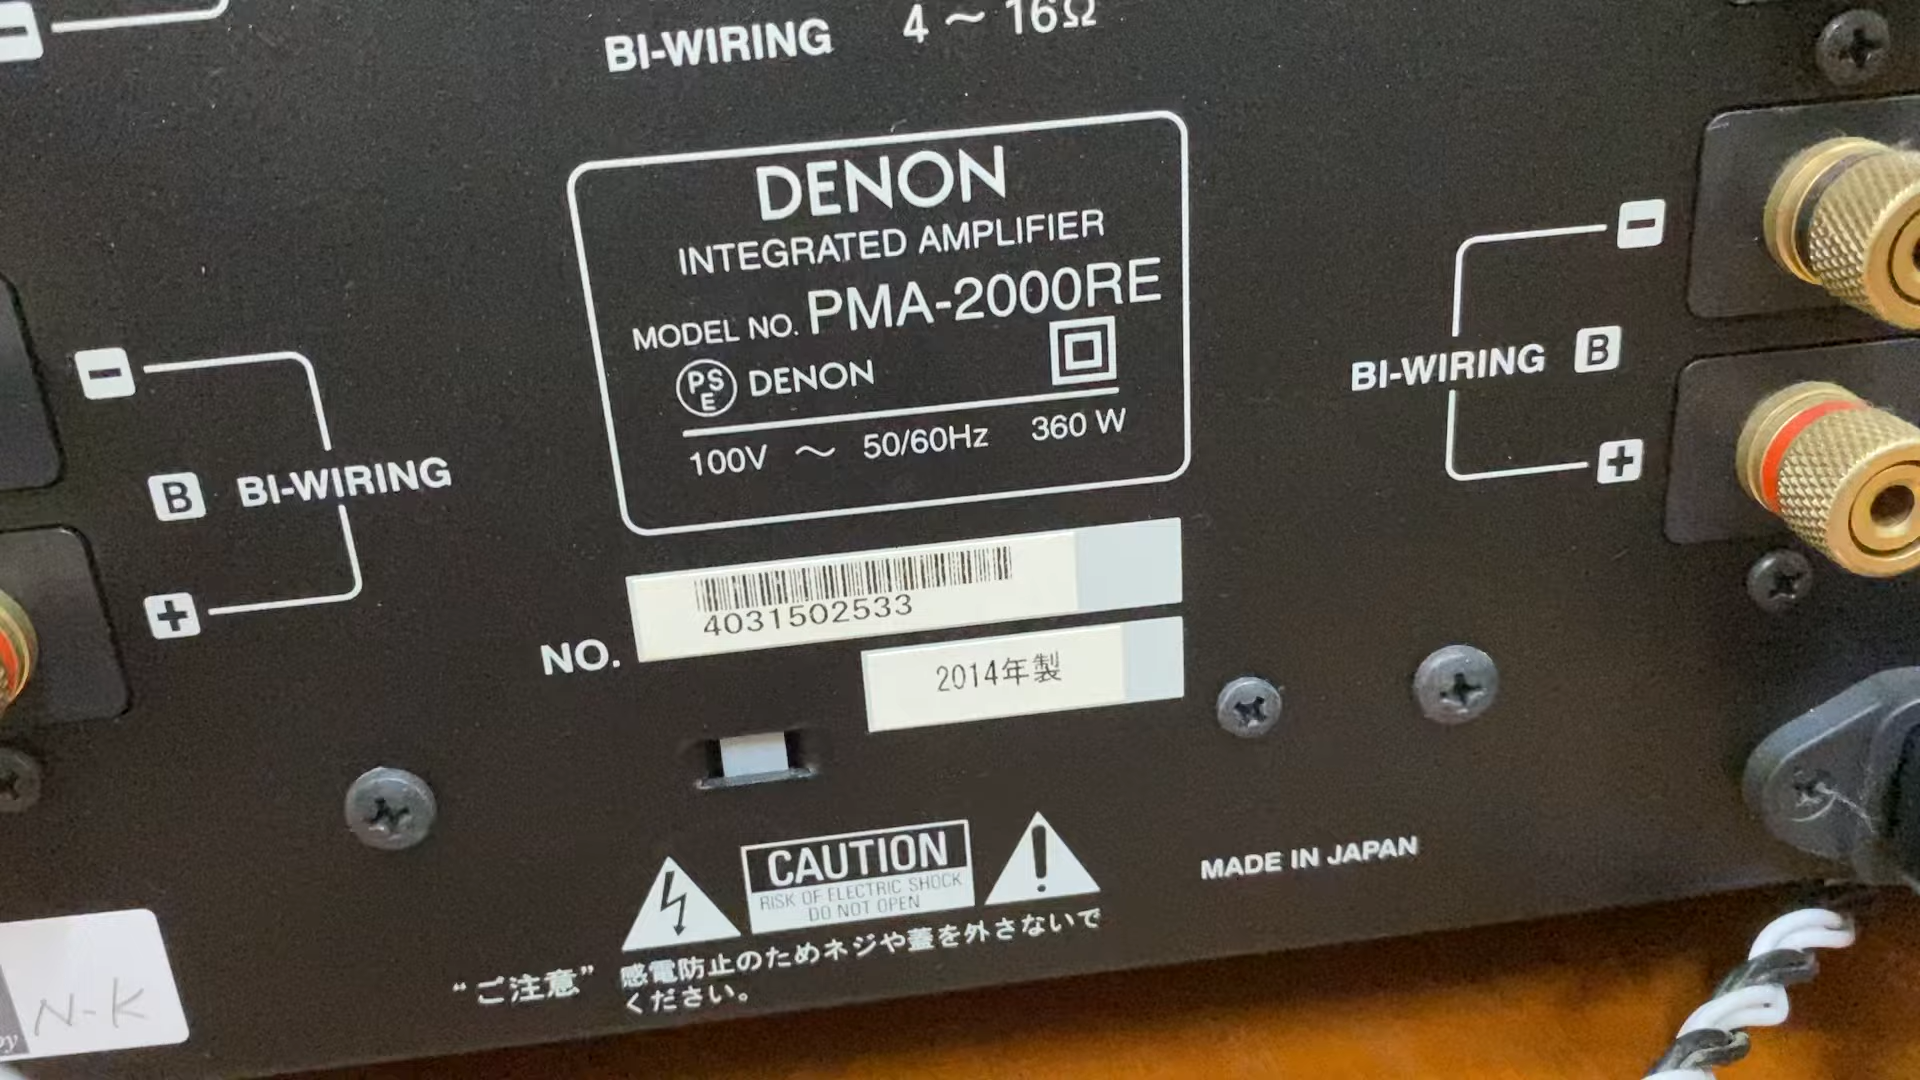 BI-WIRING 4 ~ 16Ω
DENON
INTEGRATED AMPLIFIER
MODEL NO. PMA-2000RE
PSE DENON
100V ~ 50/60Hz 360 W
B BI-WIRING
BI-WIRING B
4031502533
NO.
2014年製
CAUTION
RISK OF ELECTRIC SHOCK
DO NOT OPEN
MADE IN JAPAN
"ご注意" 感電防止のためネジや蓋を外さないで
ください。
N-K